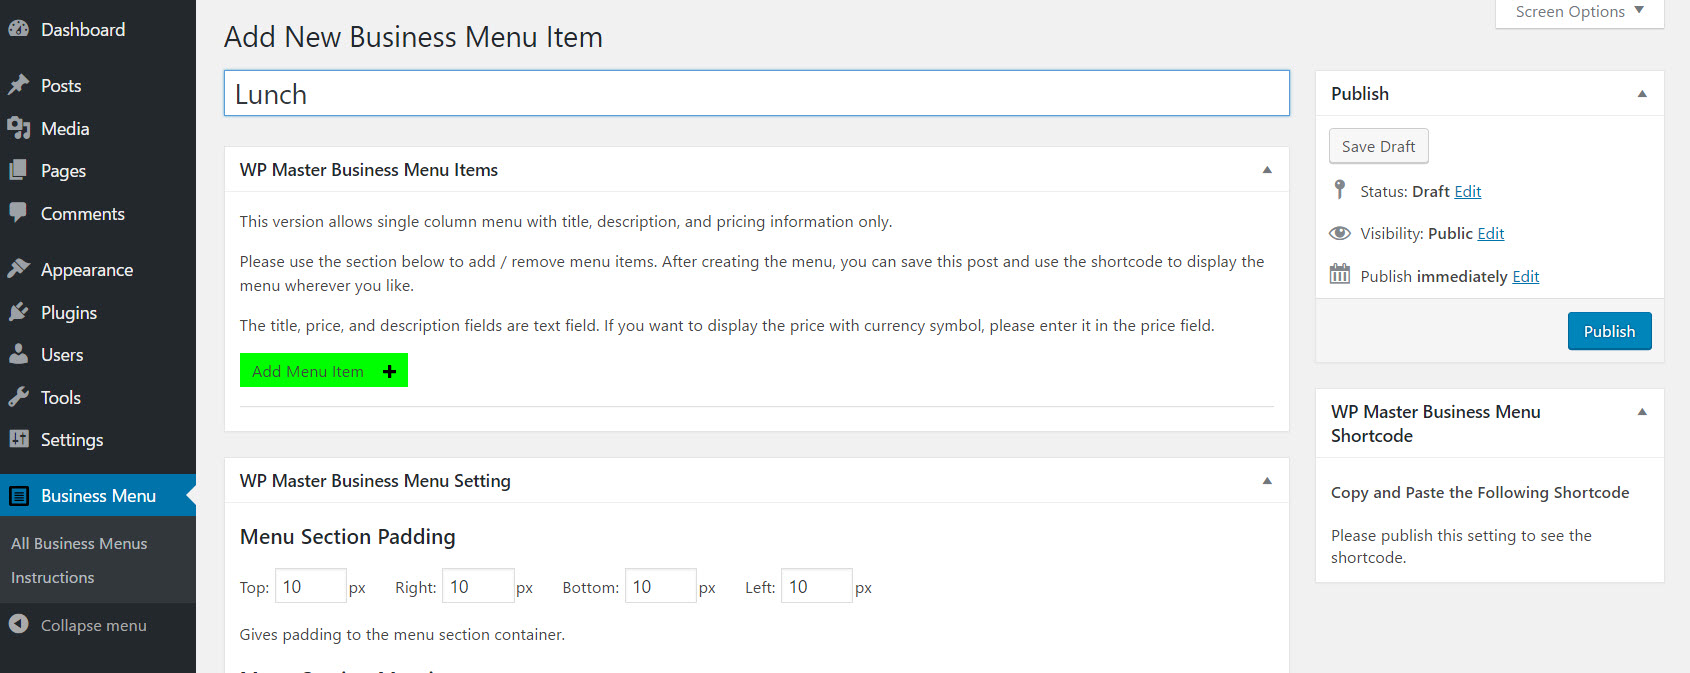 Dashboard
Posts
Media
Pages
Comments
Appearance
Plugins
Users
Tools
Settings
Business Menu
All Business Menus
Instructions
Collapse menu
Screen Options
Add New Business Menu Item
Lunch
WP Master Business Menu Items
This version allows single column menu with title, description, and pricing information only.
Please use the section below to add / remove menu items. After creating the menu, you can save this post and use the shortcode to display the
menu wherever you like.
The title, price, and description fields are text field. If you want to display the price with currency symbol, please enter it in the price field.
Add Menu Item
WP Master Business Menu Setting
Menu Section Padding
Top: 10 px Right: 10 px Bottom: 10 px Left: 10 px
Gives padding to the menu section container.
Publish
Save Draft
Status: Draft Edit
Visibility: Public Edit
Publish immediately Edit
Publish
WP Master Business Menu
Shortcode
Copy and Paste the Following Shortcode
Please publish this setting to see the
shortcode.